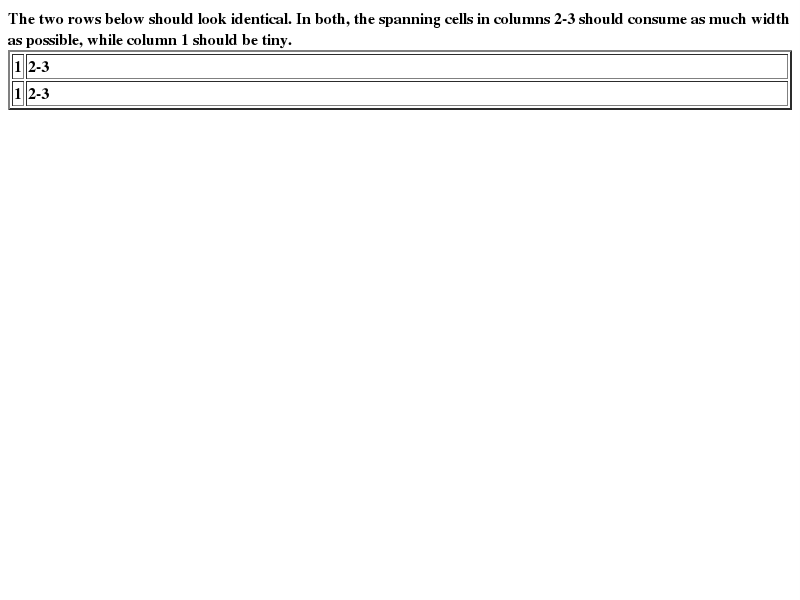 The two rows below should look identical. In both, the spanning cells in columns 2-3 should consume as much width
as possible, while column 1 should be tiny.
1 2-3
1 2-3